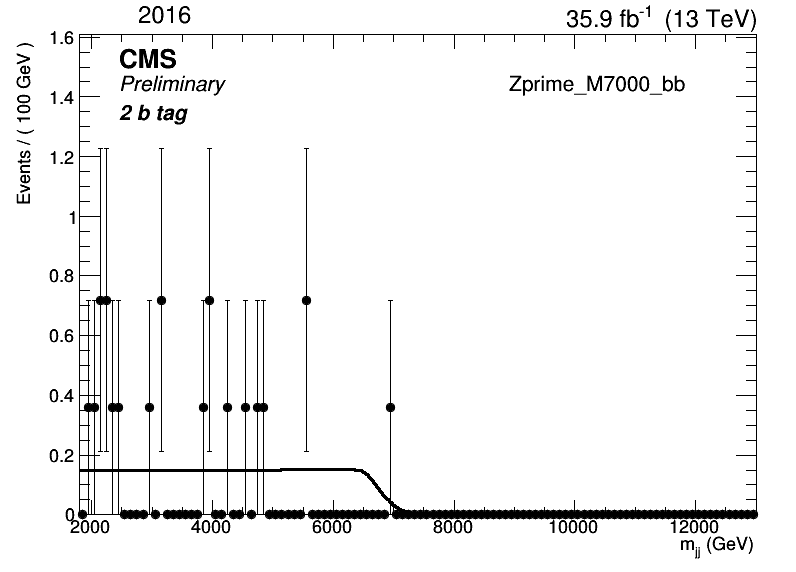 2016
35.9 fb-1 (13 TeV)
CMS
Preliminary
2 b tag
Zprime_M7000_bb
Events / ( 100 GeV )
1.6
1.4
1.2
1
0.8
0.6
0.4
0.2
0
2000 4000 6000 8000 10000 12000
mjj (GeV)